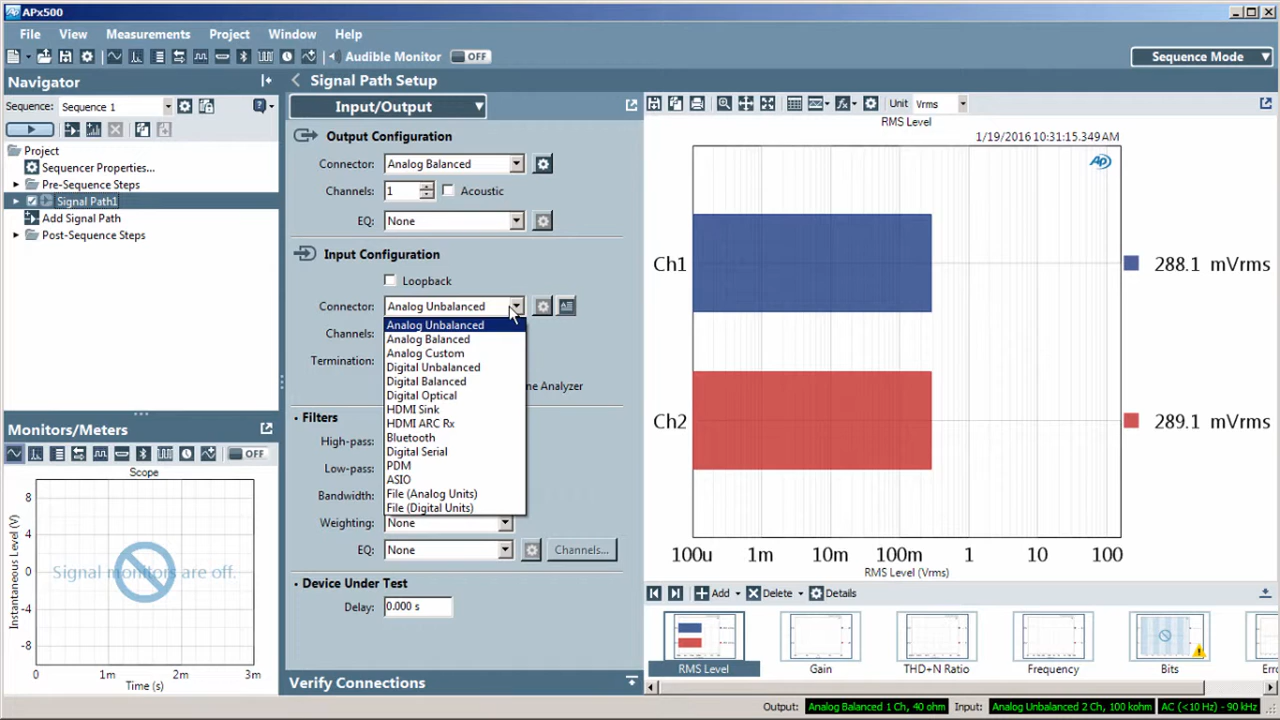 APx500
File View Measurements Project Window Help
Audible Monitor OFF
Sequence Mode
Navigator
Sequence: Sequence 1
Project
Sequencer Properties...
Pre-Sequence Steps
Signal Path1
Add Signal Path
Post-Sequence Steps
Monitors/Meters
OFF
Scope
Instantaneous Level (V)
8
4
0
-4
-8
Signal monitors are off.
0 1m 2m 3m
Time (s)
Signal Path Setup
Input/Output
Output Configuration
Connector: Analog Balanced
Channels: 1 Acoustic
EQ: None
Input Configuration
Loopback
Connector: Analog Unbalanced
Analog Unbalanced
Channels:
Analog Balanced
Analog Custom
Termination:
Digital Unbalanced
Digital Balanced
ne Analyzer
Digital Optical
HDMI Sink
Filters
HDMI ARC Rx
High-pass:
Bluetooth
Digital Serial
Low-pass:
PDM
ASIO
Bandwidth:
File (Analog Units)
File (Digital Units)
Weighting: None
EQ: None Channels...
Device Under Test
Delay: 0.000 s
Verify Connections
Unit Vrms
RMS Level
1/19/2016 10:31:15.349 AM
AP
Ch1
288.1 mVrms
Ch2
289.1 mVrms
100u 1m 10m 100m 1 10 100
RMS Level (Vrms)
Add Delete Details
RMS Level Gain THD+N Ratio Frequency Bits
Output: Analog Balanced 1 Ch, 40 ohm Input: Analog Unbalanced 2 Ch, 100 kohm AC (<10 Hz) - 90 kHz